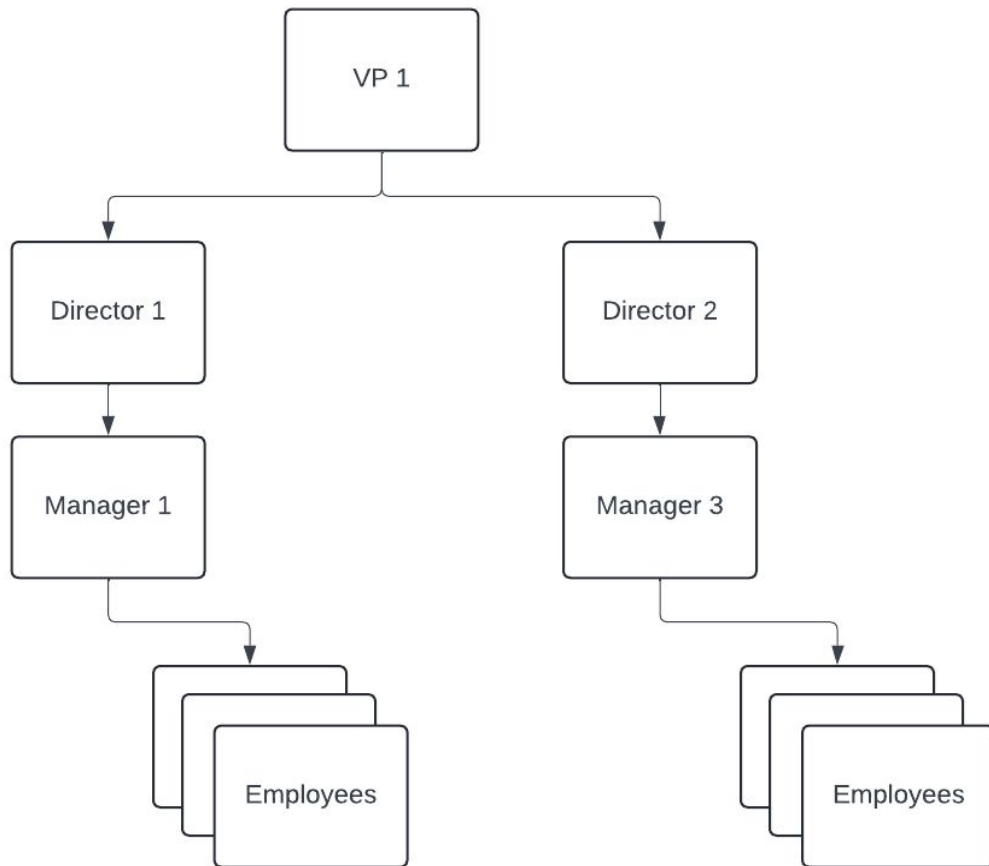 VP 1
Director 1
Director 2
Manager 1
Manager 3
Employees
Employees